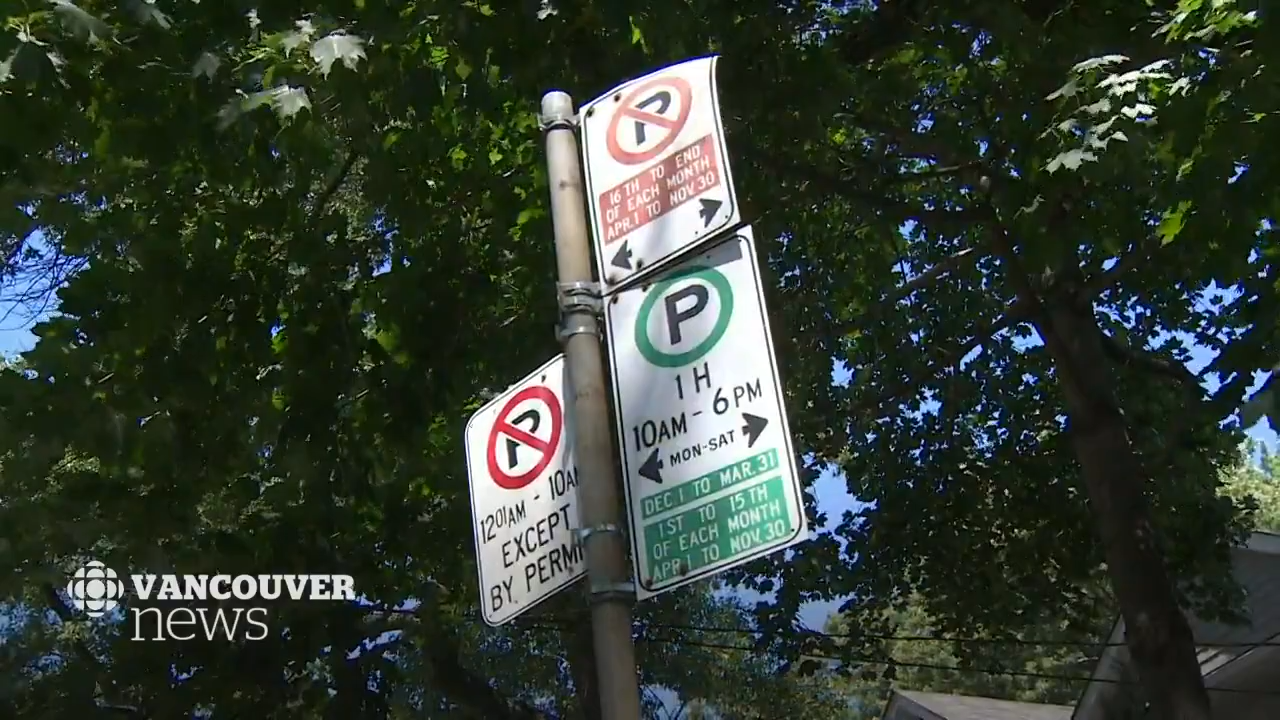 P
16TH TO END
OF EACH MONTH
APR.1 TO NOV.30
P
1 H
10AM - 6PM
MON-SAT
DEC.1 TO MAR.31
1ST TO 15TH
OF EACH MONTH
APR 1 TO NOV.30
P
1201AM - 10AM
EXCEPT
BY PERMI
VANCOUVER
news